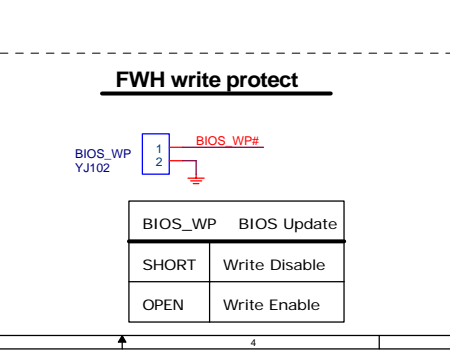 FWH write protect
BIOS_WP#
BIOS_WP 1
YJ102 2
BIOS_WP BIOS Update
SHORT Write Disable
OPEN Write Enable
4